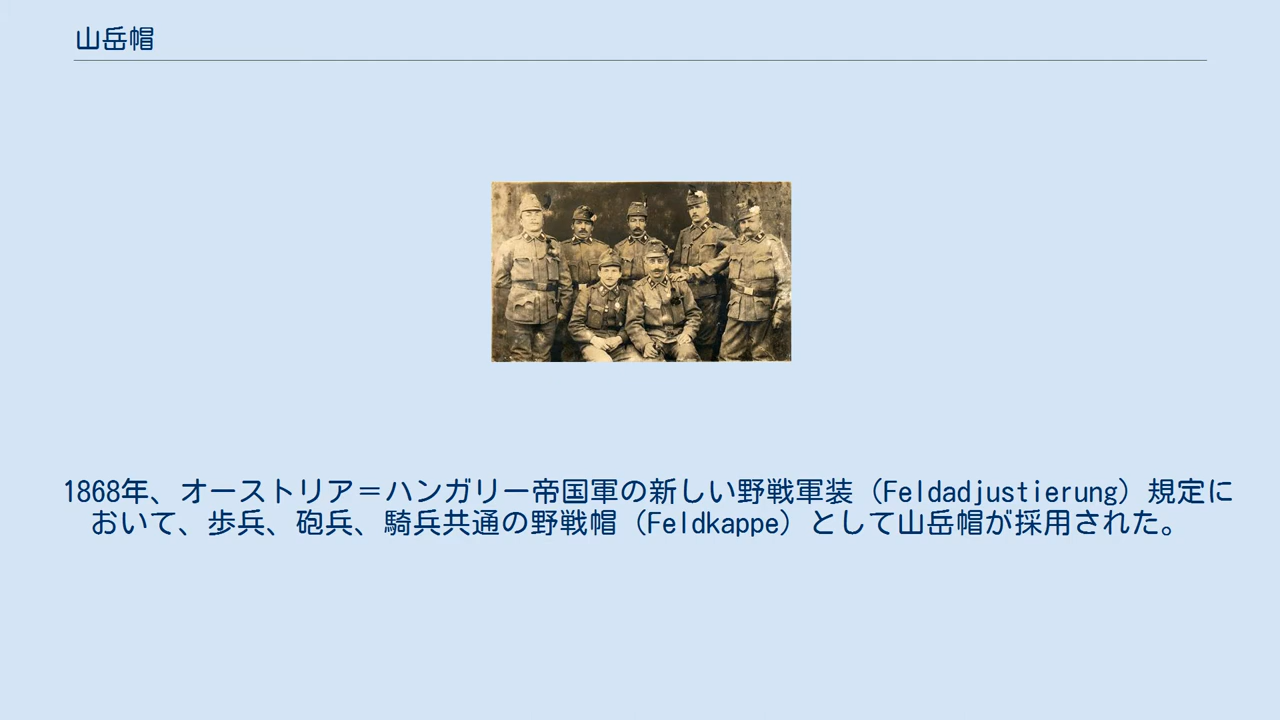 山岳帽
1868年、オーストリア＝ハンガリー帝国軍の新しい野戦軍装（Feldadjustierung）規定に
おいて、歩兵、砲兵、騎兵共通の野戦帽（Feldkappe）として山岳帽が採用された。